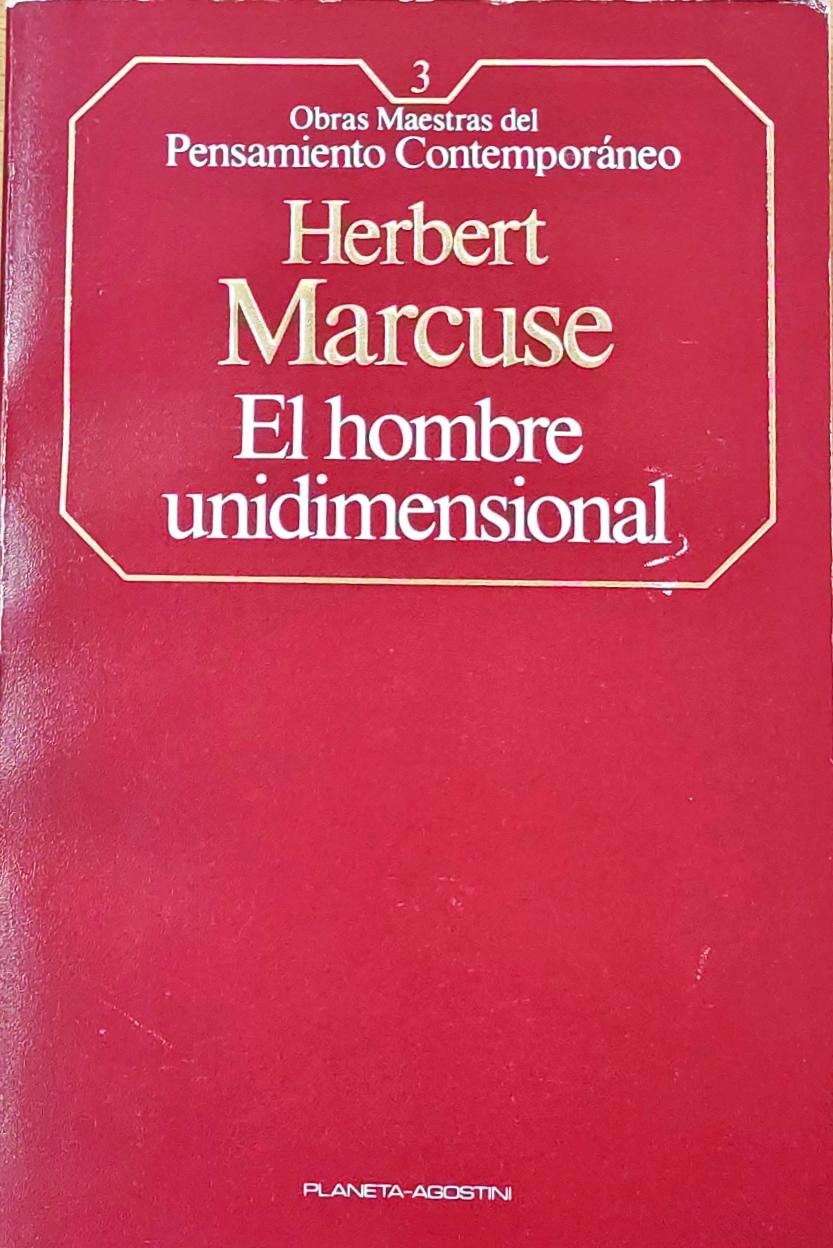 3
Obras Maestras del
Pensamiento Contemporáneo
Herbert
Marcuse
El hombre
unidimensional
PLANETA-AGOSTINI